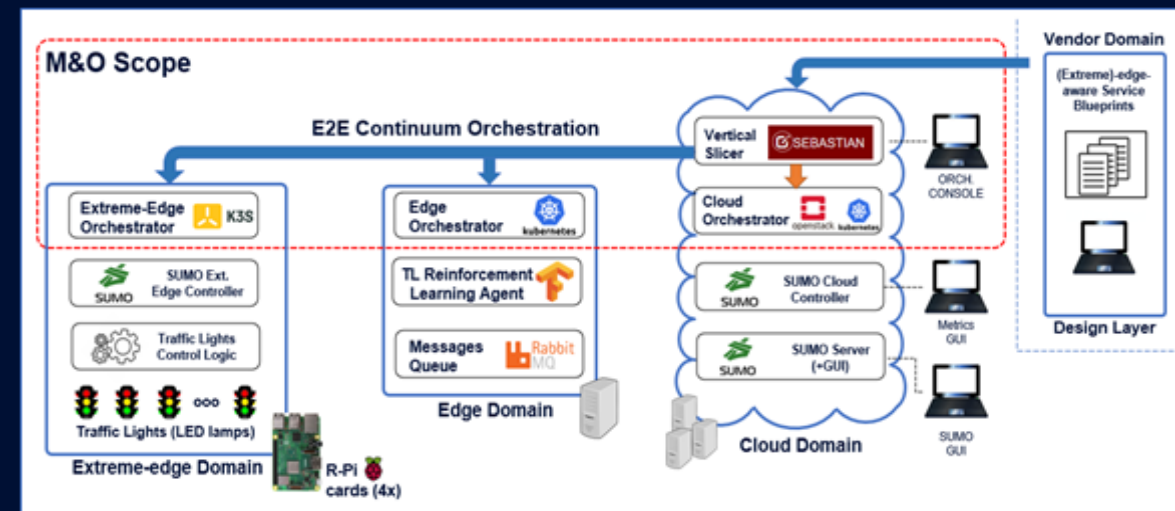 M&O Scope
Vendor Domain
(Extreme)-edge-
aware Service
Blueprints
Design Layer
E2E Continuum Orchestration
Vertical
Slicer
SEBASTIAN
ORCH.
CONSOLE
Cloud
Orchestrator
openstack.
kubernetes
Extreme-Edge
Orchestrator
K3S
Edge
Orchestrator
kubernetes
SUMO
SUMO Ext.
Edge Controller
TL Reinforcement
Learning Agent
SUMO
SUMO Cloud
Controller
Metrics
GUI
Traffic Lights
Control Logic
Messages
Queue
Rabbit
MQ
SUMO
SUMO Server
(+GUI)
SUMO
GUI
ooo
Traffic Lights (LED lamps)
Extreme-edge Domain
R-Pi
cards (4x)
Edge Domain
Cloud Domain